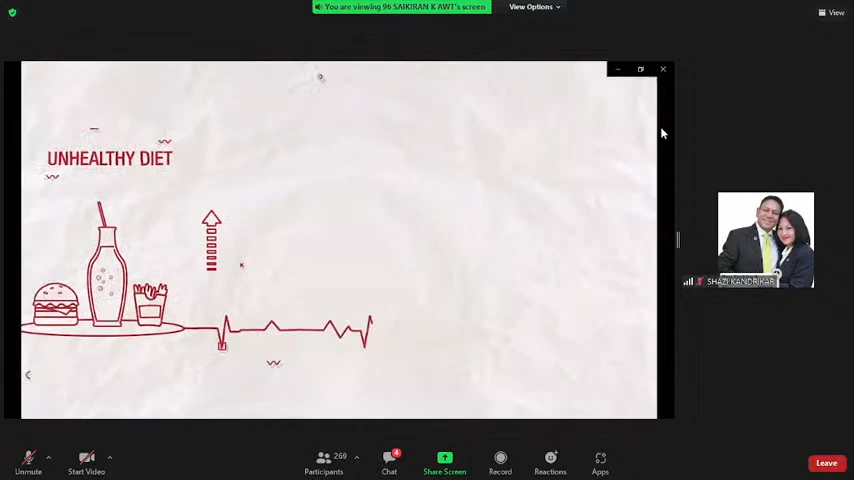 You are viewing 96 SAIKIRAN K AWT's screen
View Options
View
UNHEALTHY DIET
SHAZI KANDRIKAR
Unmute
Start Video
269
Participants
4
Chat
Share Screen
Record
Reactions
Apps
Leave